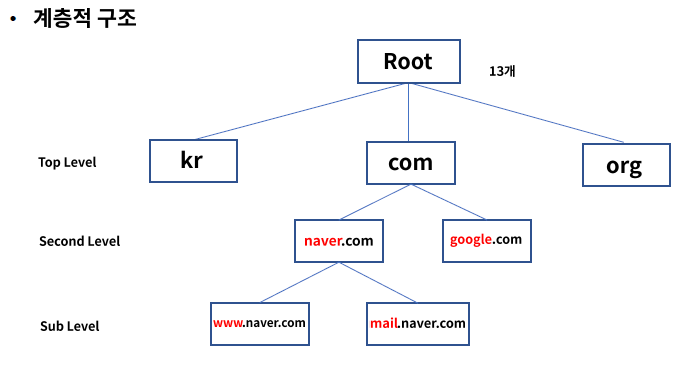 • 계층적 구조
Root
13개
Top Level
kr
com
org
Second Level
naver.com
google.com
Sub Level
www.naver.com
mail.naver.com